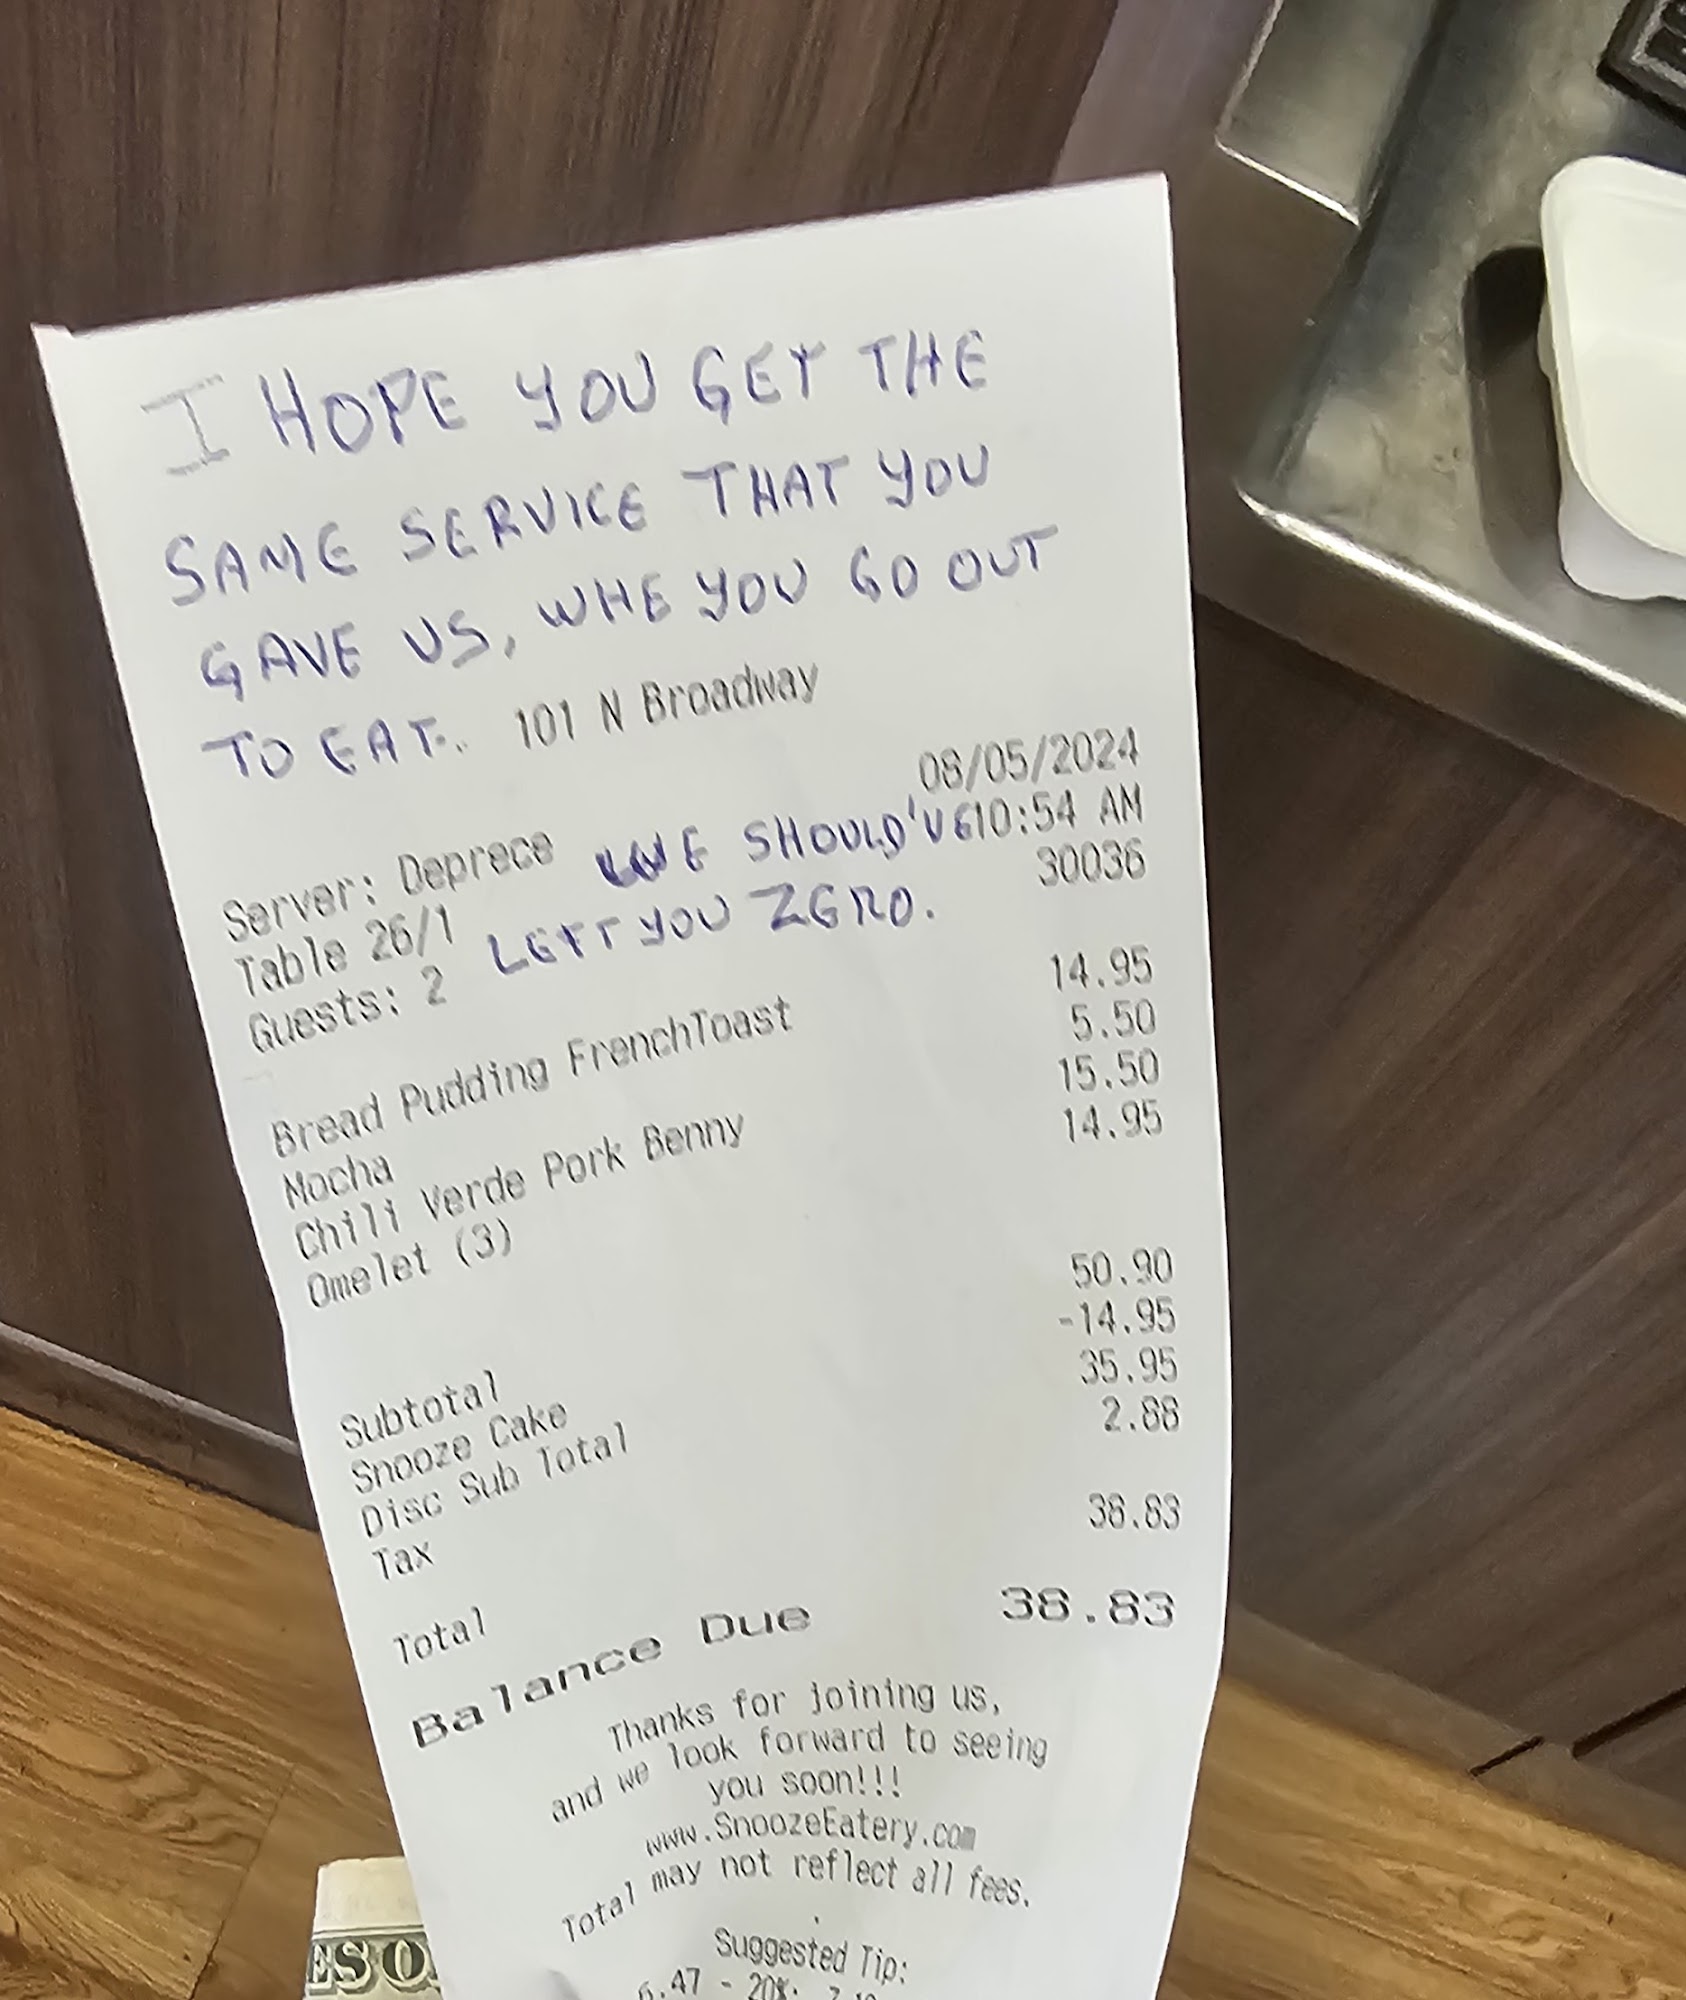 I HOPE YOU GET THE
SAME SERVICE THAT YOU
GAVE US, WHE YOU GO OUT
TO EAT..
101 N Broadway
08/05/2024
Server: Deprece
10:54 AM
WE SHOULD'VE
Table 26/1
30036
LEFT YOU ZERO.
Guests: 2
Bread Pudding FrenchToast 14.95
Mocha 5.50
Chili Verde Pork Benny 15.50
Omelet (3) 14.95
Subtotal 50.90
Snooze Cake -14.95
Disc Sub Total 35.95
Tax 2.88
Total 38.83
Balance Due 38.83
Thanks for joining us,
and we look forward to seeing
you soon!!!
www.SnoozeEatery.com
Total may not reflect all fees.
.
Suggested Tip:
6.47 - 20%:
ESO